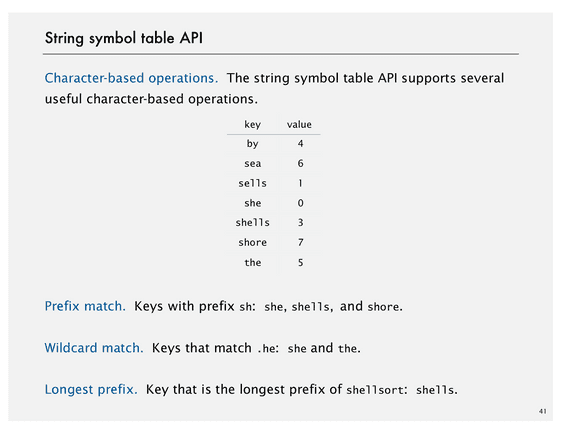 String symbol table API
Character-based operations. The string symbol table API supports several
useful character-based operations.
key value
by 4
sea 6
sells 1
she 0
shells 3
shore 7
the 5
Prefix match. Keys with prefix sh: she, shells, and shore.
Wildcard match. Keys that match .he: she and the.
Longest prefix. Key that is the longest prefix of shellsort: shells.
41